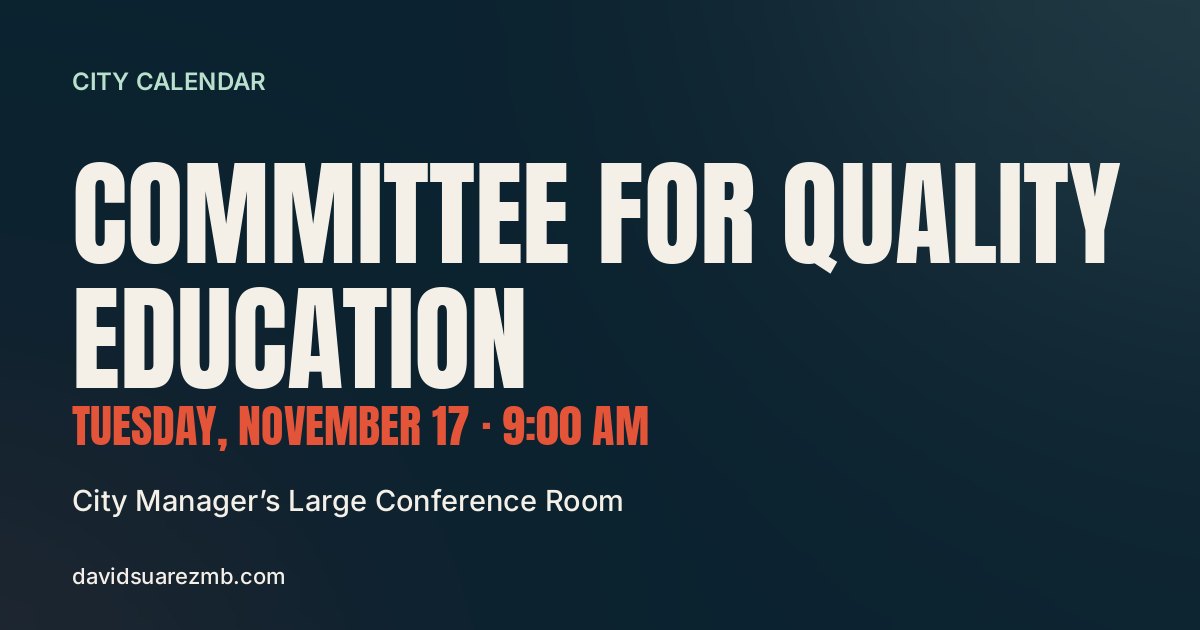 CITY CALENDAR
COMMITTEE FOR QUALITY
EDUCATION
TUESDAY, NOVEMBER 17 · 9:00 AM
City Manager’s Large Conference Room
davidsuarezmb.com